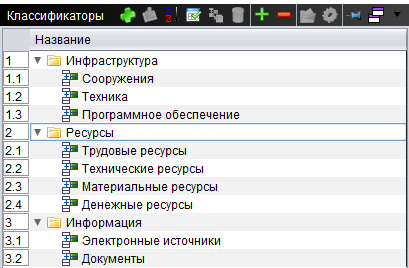 Классификаторы
Название
1 Инфраструктура
1.1 Сооружения
1.2 Техника
1.3 Программное обеспечение
2 Ресурсы
2.1 Трудовые ресурсы
2.2 Технические ресурсы
2.3 Материальные ресурсы
2.4 Денежные ресурсы
3 Информация
3.1 Электронные источники
3.2 Документы